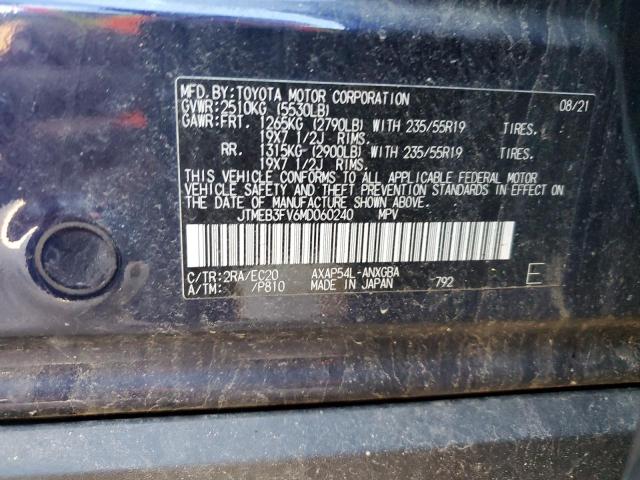 MFD.BY:TOYOTA MOTOR CORPORATION 08/21
GVWR:2510KG (5530LB)
GAWR:FRT. 1265KG (2790LB) WITH 235/55R19 TIRES.
19X7 1/2J RIMS.
RR. 1315KG (2900LB) WITH 235/55R19 TIRES.
19X7 1/2J RIMS.
THIS VEHICLE CONFORMS TO ALL APPLICABLE FEDERAL MOTOR
VEHICLE SAFETY AND THEFT PREVENTION STANDARDS IN EFFECT ON
THE DATE OF MANUFACTURE SHOWN ABOVE.
JTMEB3FV6MD060240 MPV
C/TR:2RA/EC20 AXAP54L-ANXGBA
A/TM: /P810 MADE IN JAPAN 792 E